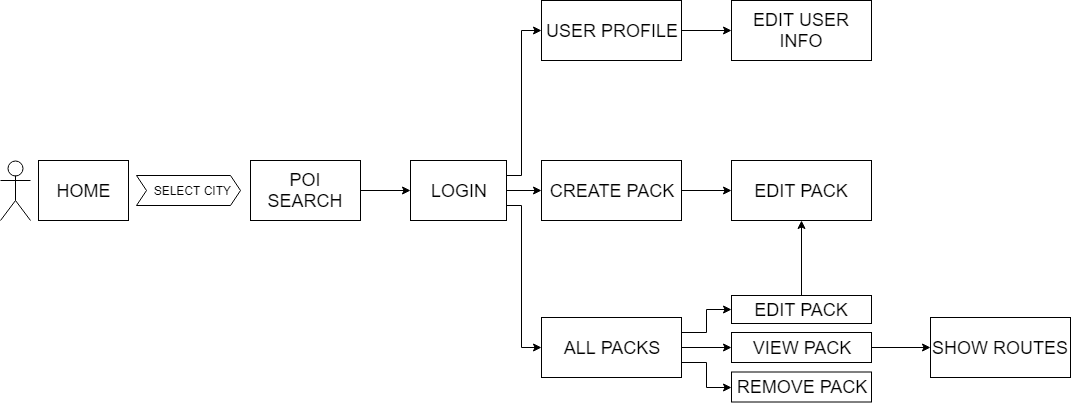 USER PROFILE
EDIT USER
INFO
HOME
SELECT CITY
POI
SEARCH
LOGIN
CREATE PACK
EDIT PACK
EDIT PACK
ALL PACKS
VIEW PACK
SHOW ROUTES
REMOVE PACK